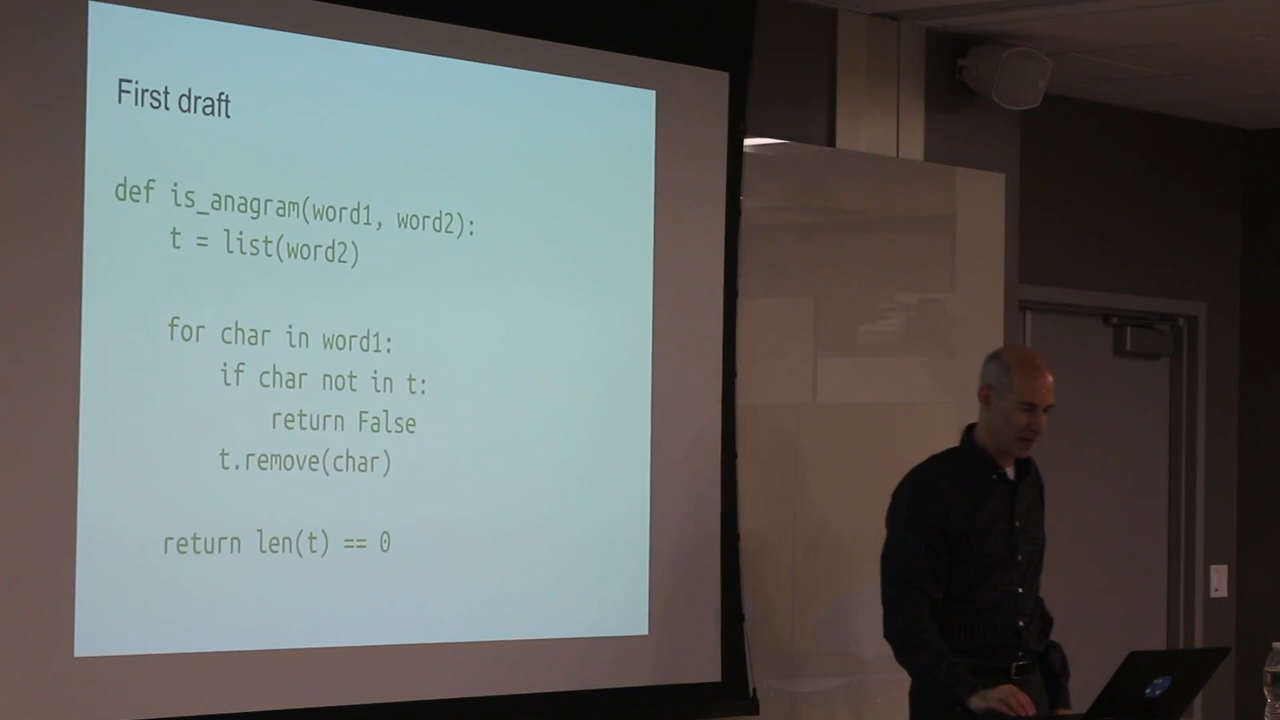 First draft
def is_anagram(word1, word2):
    t = list(word2)
    for char in word1:
        if char not in t:
            return False
        t.remove(char)
    return len(t) == 0